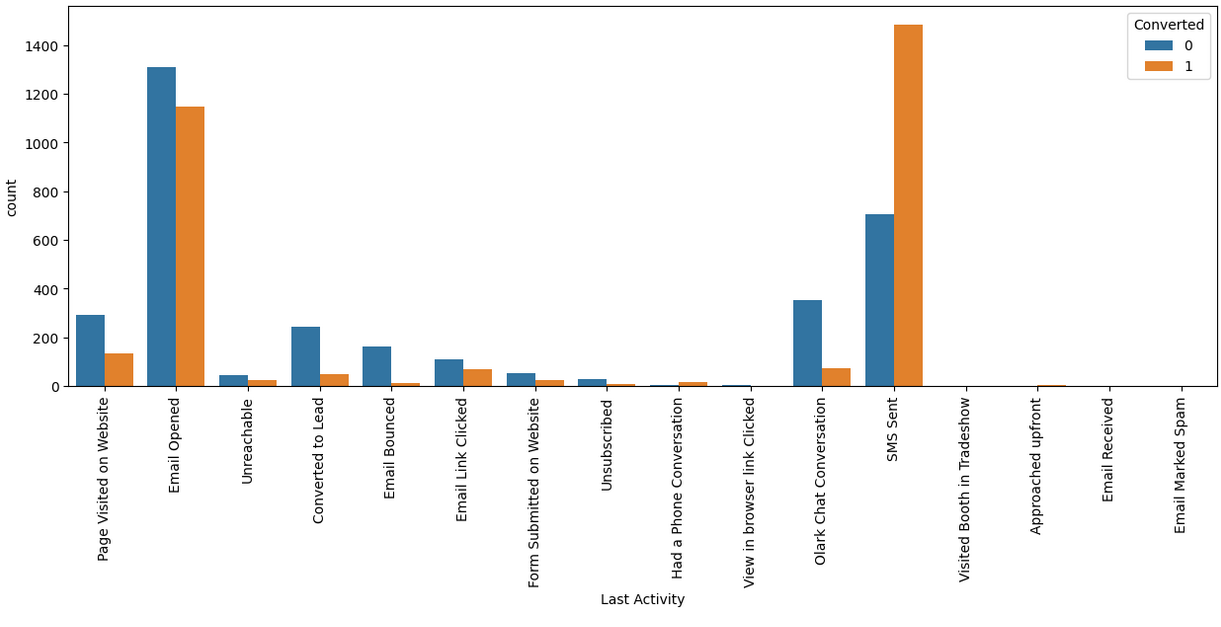 Converted
0
1
1400
1200
1000
800
600
400
200
0
count
Page Visited on Website
Email Opened
Unreachable
Converted to Lead
Email Bounced
Email Link Clicked
Form Submitted on Website
Unsubscribed
Had a Phone Conversation
View in browser link Clicked
Olark Chat Conversation
SMS Sent
Visited Booth in Tradeshow
Approached upfront
Email Received
Email Marked Spam
Last Activity